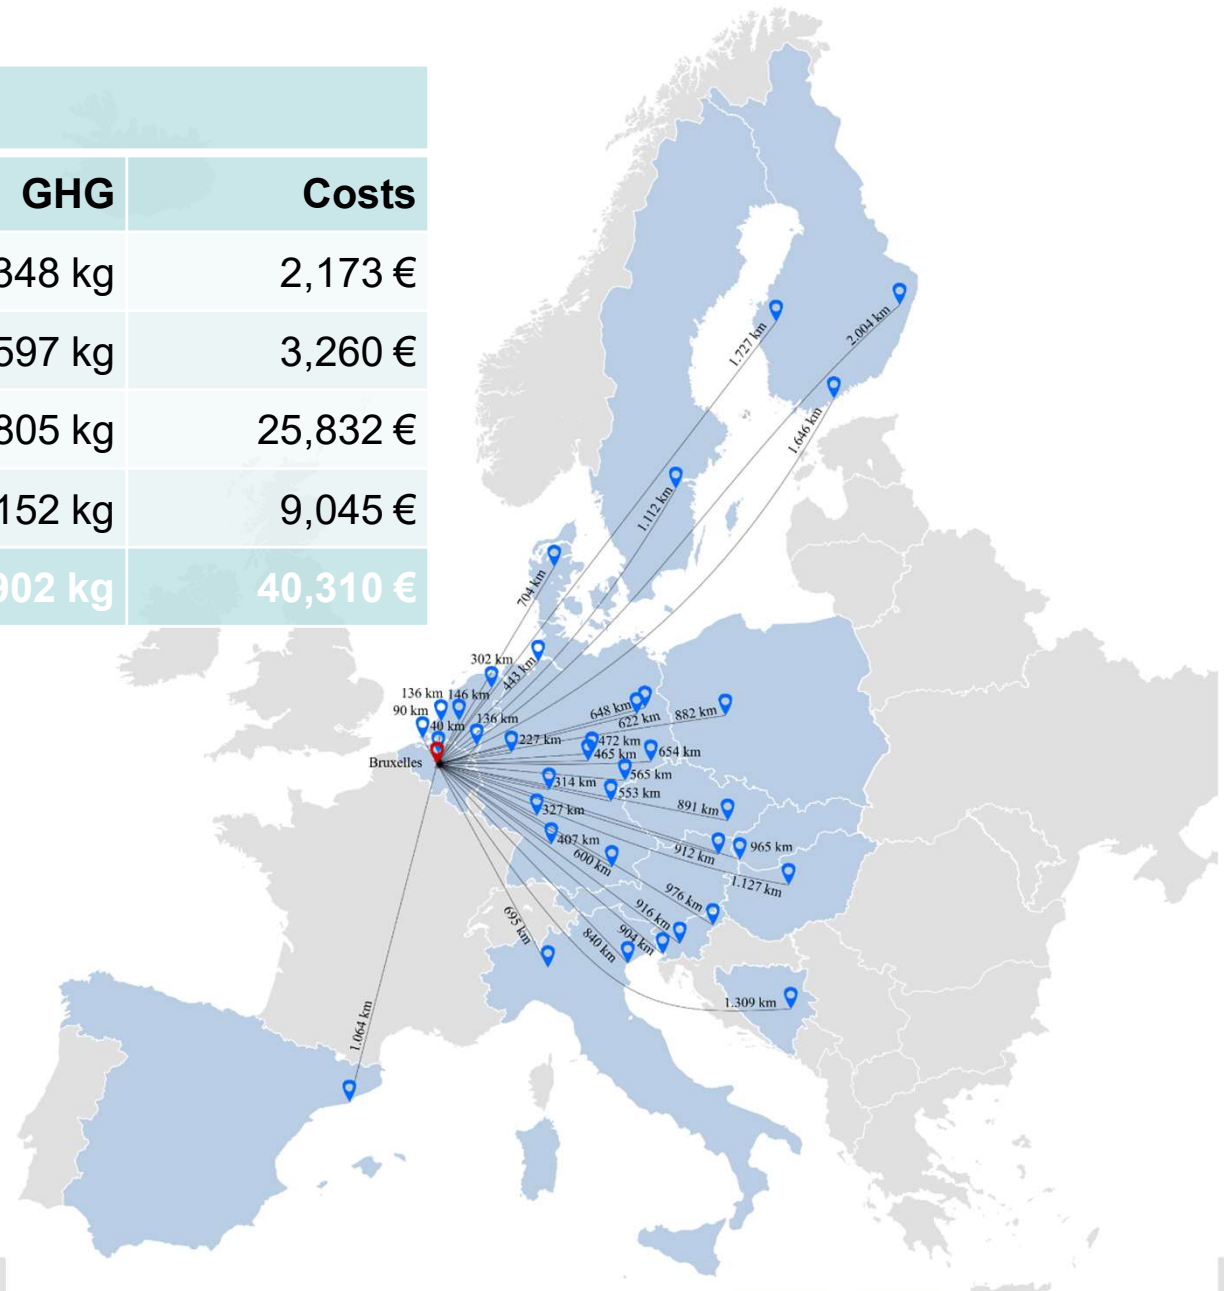 GHG Costs
348 kg 2,173 €
597 kg 3,260 €
805 kg 25,832 €
152 kg 9,045 €
902 kg 40,310 €
2.004 km
1.727 km
1.646 km
1.112 km
704 km
302 km
443 km
136 km 146 km
90 km
40 km
136 km
648 km
622 km
882 km
227 km
472 km
465 km
654 km
Bruxelles
565 km
314 km
553 km
891 km
327 km
407 km
600 km
912 km
965 km
1.127 km
976 km
916 km
904 km
840 km
695 km
1.309 km
1.064 km